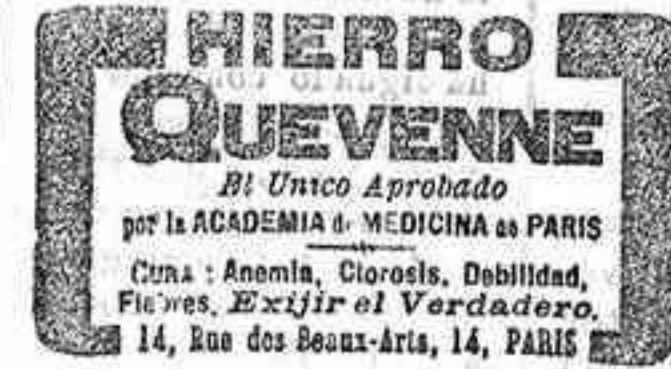 HIERRO
QUEVENNE
El Unico Aprobado
por la ACADEMIA de MEDICINA de PARIS
CURA : Anemia, Clorosis, Debilidad,
Fiebres. Exijir el Verdadero.
14, Rue des Beaux-Arts, 14, PARIS